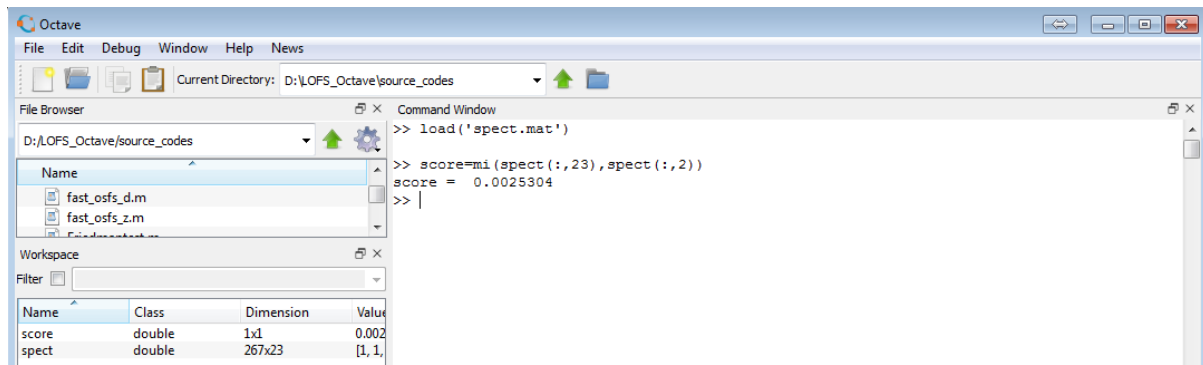 Octave
File Edit Debug Window Help News
Current Directory: D:\LOFS_Octave\source_codes
File Browser
D:/LOFS_Octave/source_codes
Name
fast_osfs_d.m
fast_osfs_z.m
Workspace
Filter
Name Class Dimension Value
score double 1x1 0.002
spect double 267x23 [1, 1,
Command Window
>> load('spect.mat')
>> score=mi(spect(:,23),spect(:,2))
score = 0.0025304
>>